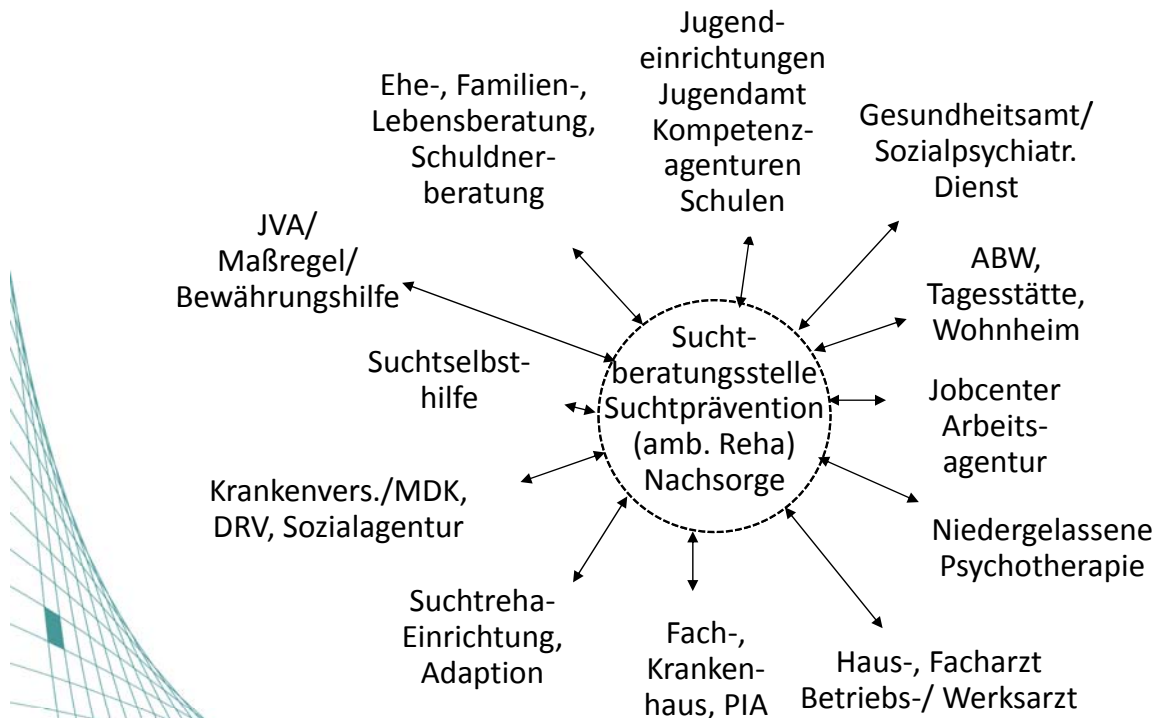 Jugend-
einrichtungen
Jugendamt
Kompetenz-
agenturen
Schulen
Ehe-, Familien-,
Lebensberatung,
Schuldner-
beratung
Gesundheitsamt/
Sozialpsychiatr.
Dienst
JVA/
Maßregel/
Bewährungshilfe
ABW,
Tagesstätte,
Wohnheim
Sucht-
beratungsstelle
Suchtprävention
(amb. Reha)
Nachsorge
Suchtselbst-
hilfe
Jobcenter
Arbeits-
agentur
Krankenvers./MDK,
DRV, Sozialagentur
Niedergelassene
Psychotherapie
Suchtreha-
Einrichtung,
Adaption
Fach-,
Kranken-
haus, PIA
Haus-, Facharzt
Betriebs-/ Werksarzt